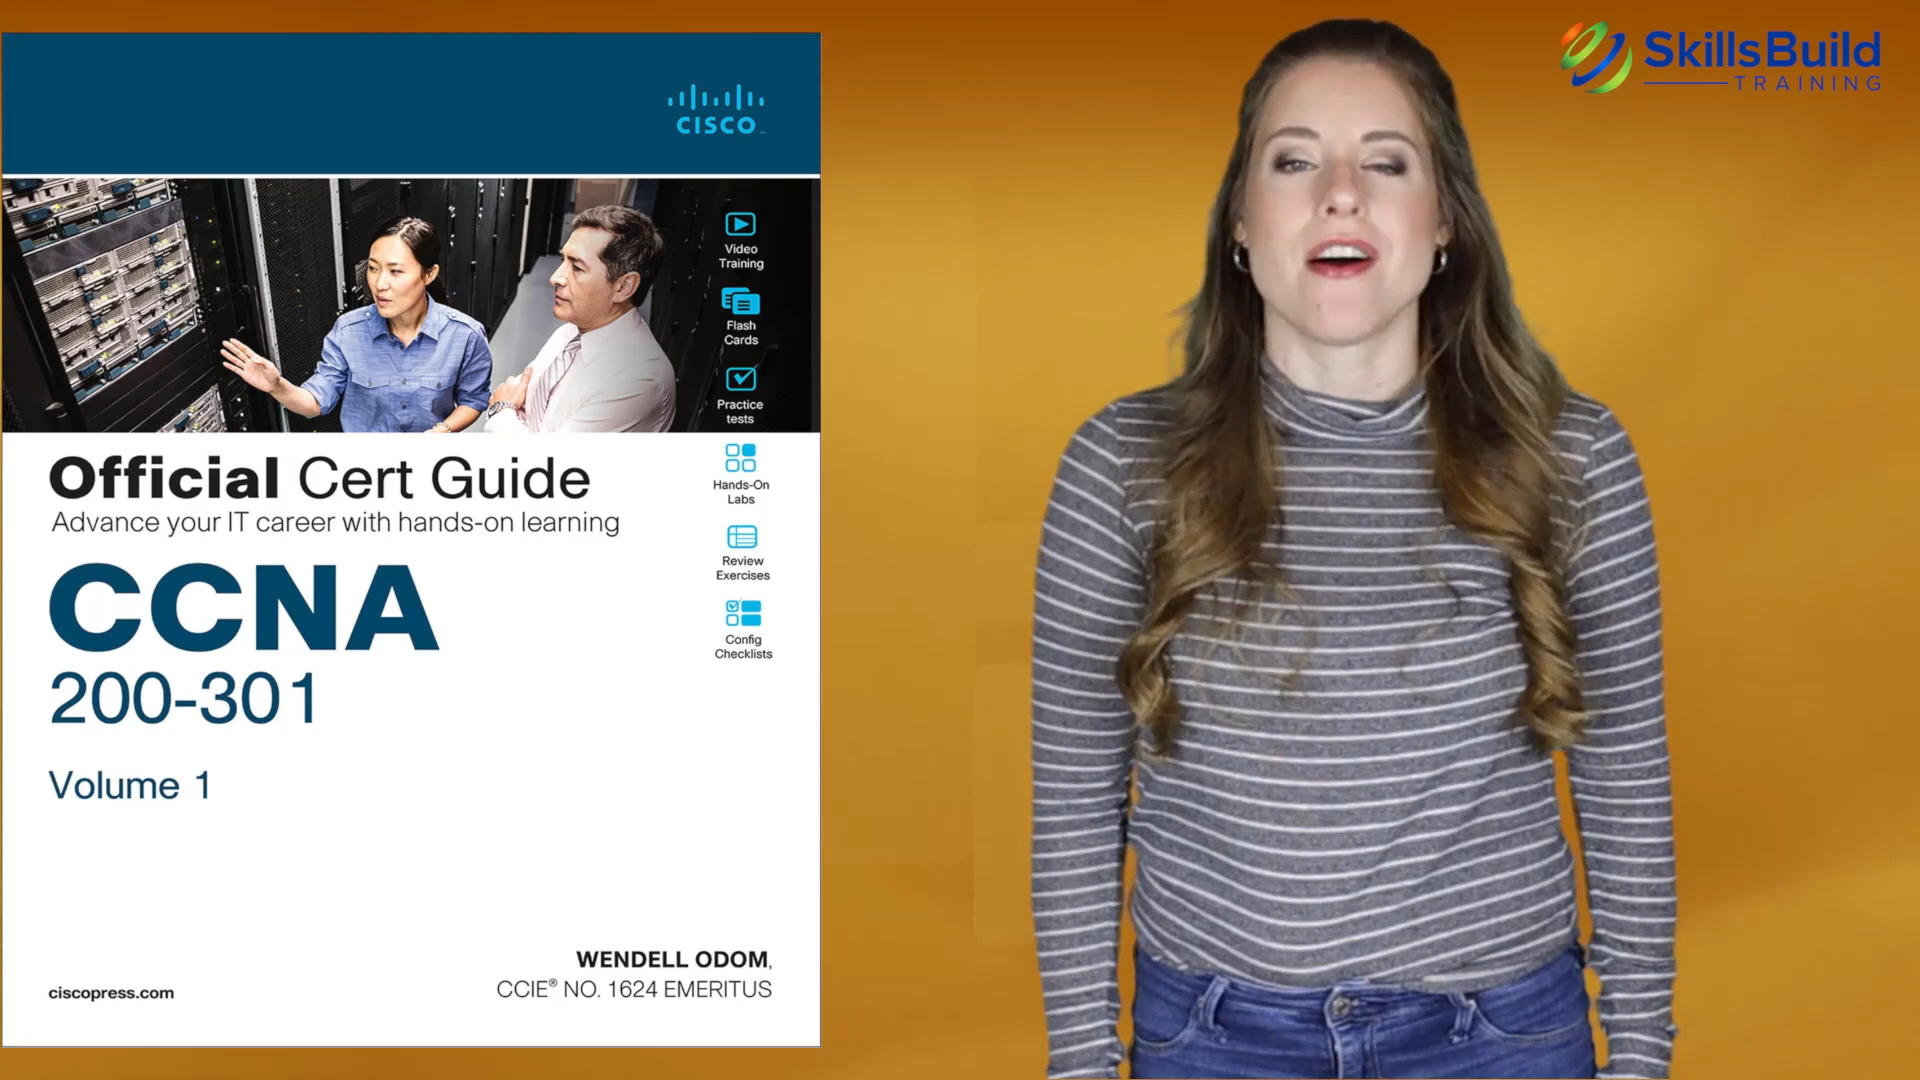 CISCO
Video
Training
Flash
Cards
Practice
tests
Hands-On
Labs
Review
Exercises
Config
Checklists
Official Cert Guide
Advance your IT career with hands-on learning
CCNA
200-301
Volume 1
WENDELL ODOM,
CCIE® NO. 1624 EMERITUS
ciscopress.com
SkillsBuild
TRAINING